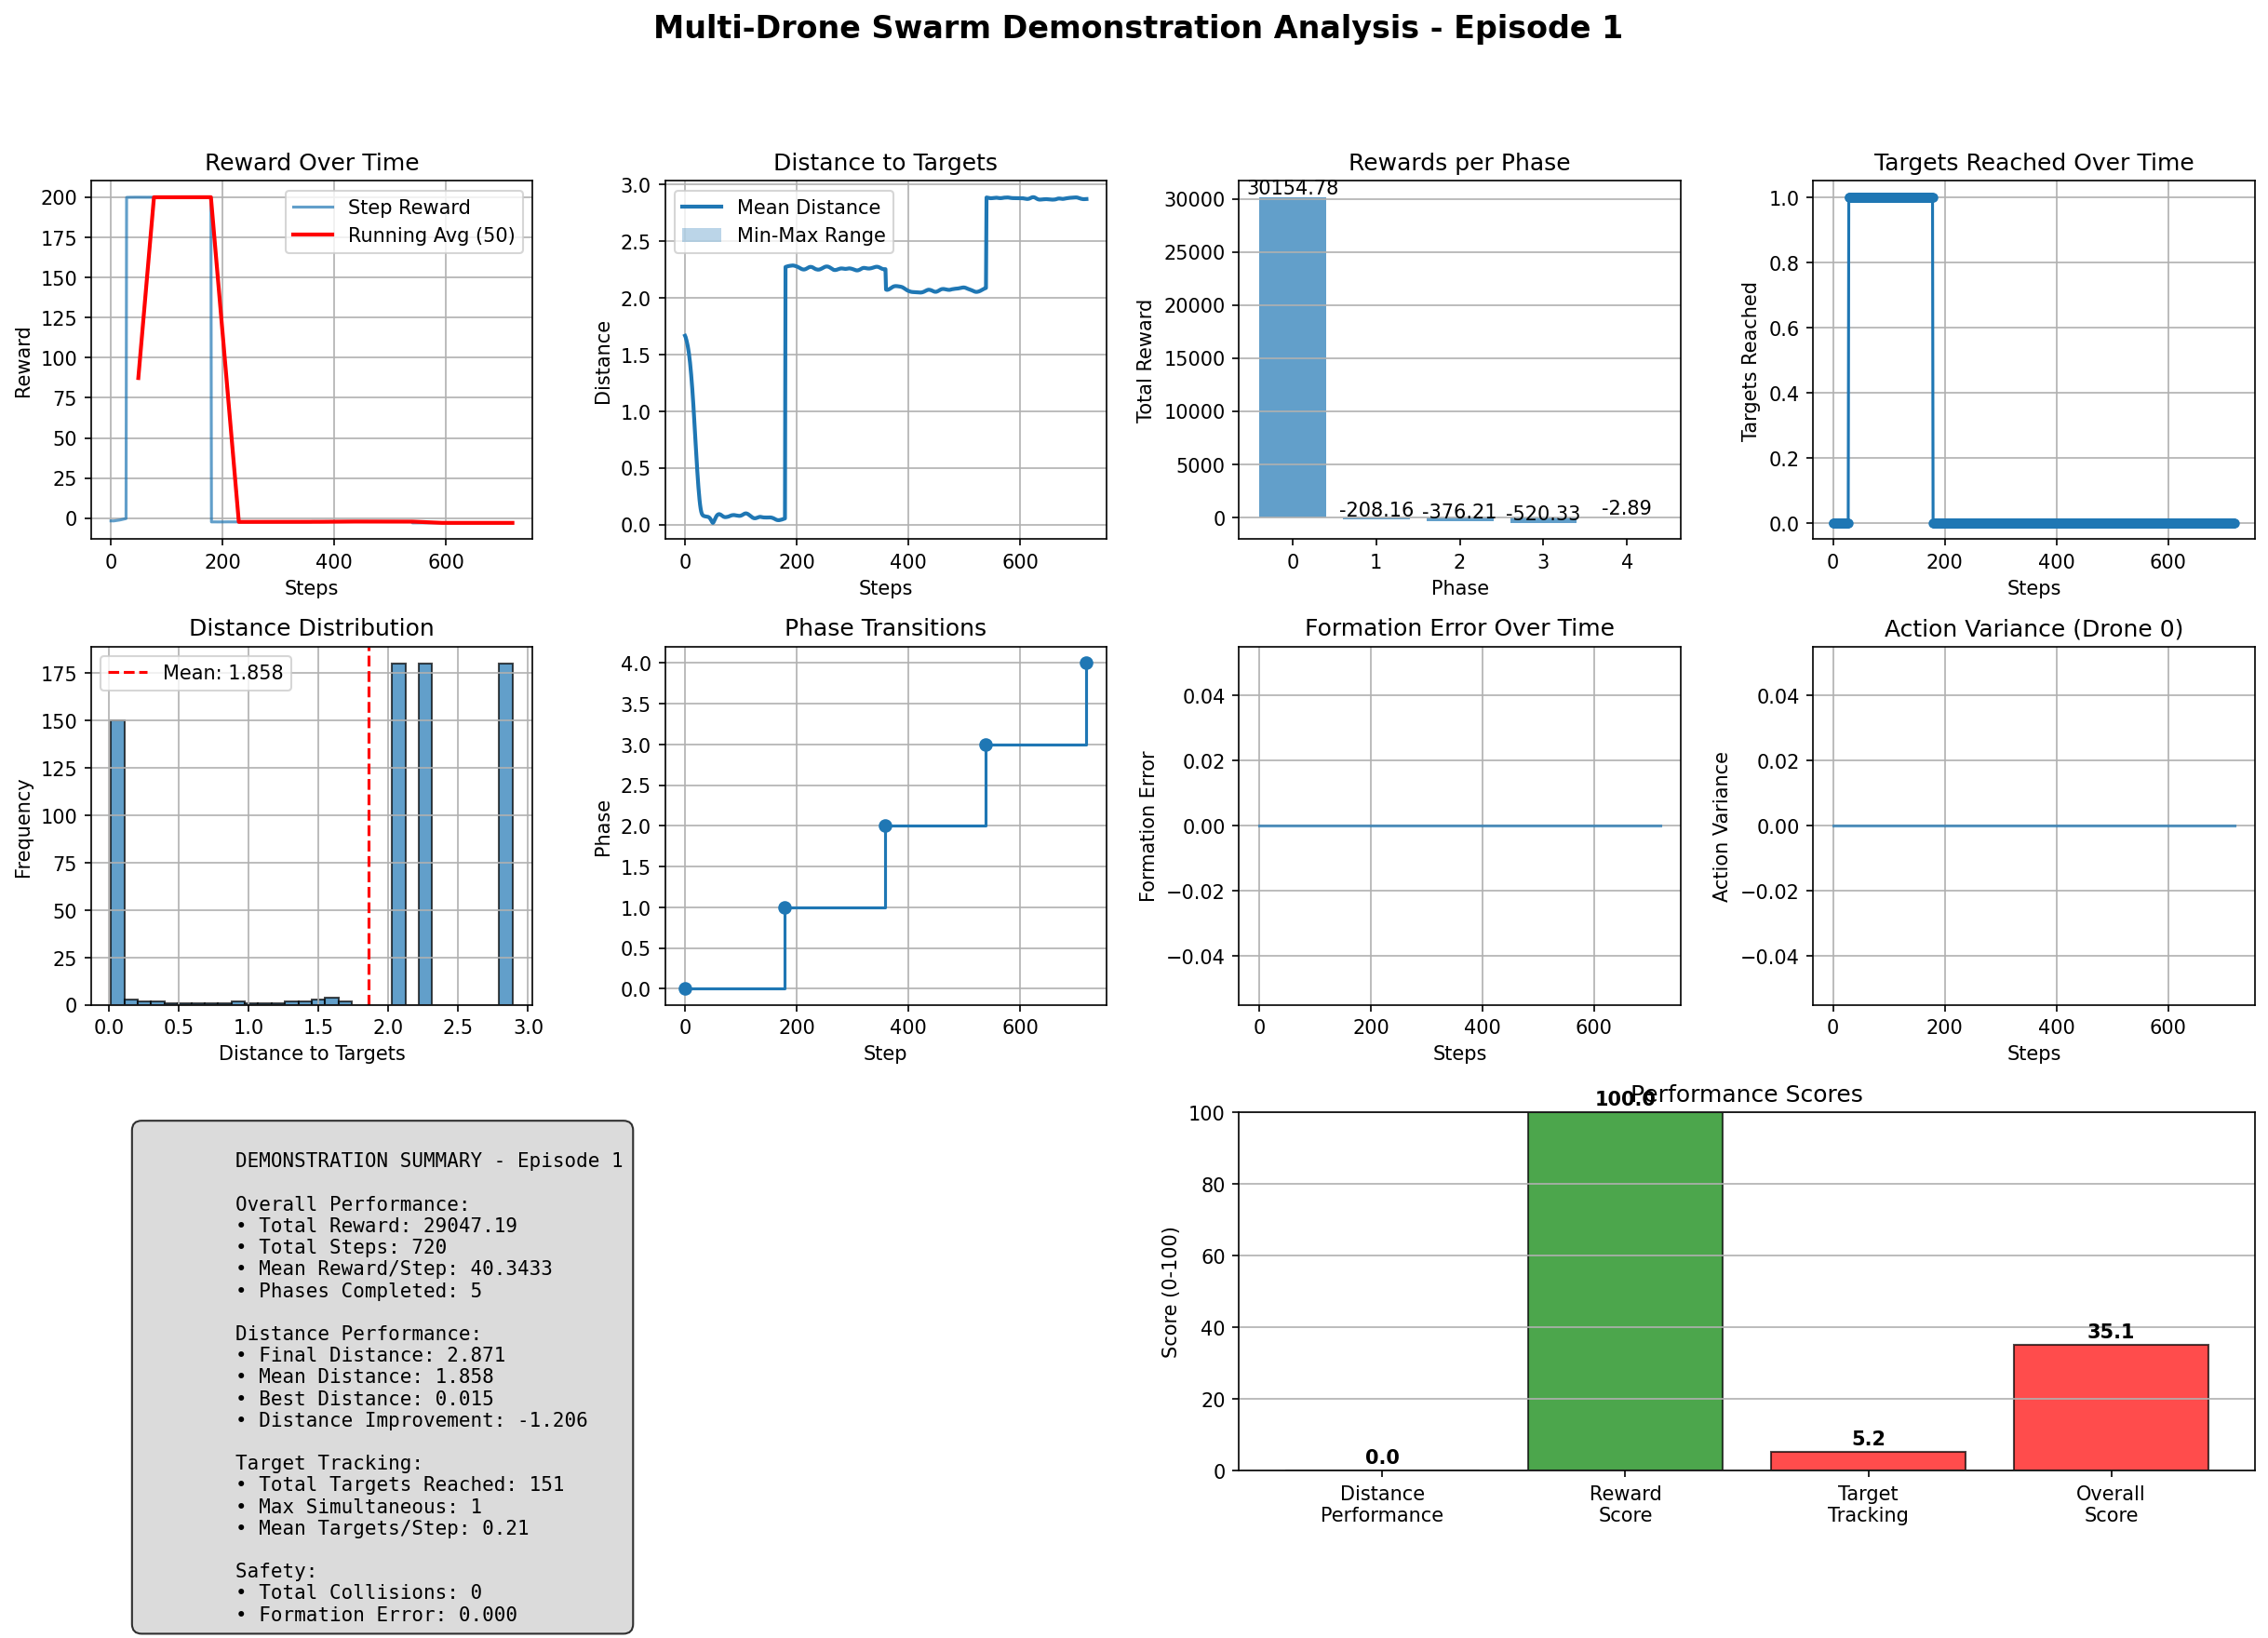 Multi-Drone Swarm Demonstration Analysis - Episode 1
Reward Over Time
200
175
150
125
100
75
50
25
0
Reward
Step Reward
Running Avg (50)
0 200 400 600
Steps
Distance to Targets
3.0
2.5
2.0
1.5
1.0
0.5
0.0
Distance
Mean Distance
Min-Max Range
0 200 400 600
Steps
Rewards per Phase
30000
25000
20000
15000
10000
5000
0
Total Reward
30154.78
-208.16
-376.21
-520.33
-2.89
0 1 2 3 4
Phase
Targets Reached Over Time
1.0
0.8
0.6
0.4
0.2
0.0
Targets Reached
0 200 400 600
Steps
Distance Distribution
175
150
125
100
75
50
25
0
Frequency
Mean: 1.858
0.0 0.5 1.0 1.5 2.0 2.5 3.0
Distance to Targets
Phase Transitions
4.0
3.5
3.0
2.5
2.0
1.5
1.0
0.5
0.0
Phase
0 200 400 600
Step
Formation Error Over Time
0.04
0.02
0.00
−0.02
−0.04
Formation Error
0 200 400 600
Steps
Action Variance (Drone 0)
0.04
0.02
0.00
−0.02
−0.04
Action Variance
0 200 400 600
Steps
DEMONSTRATION SUMMARY - Episode 1
Overall Performance:
• Total Reward: 29047.19
• Total Steps: 720
• Mean Reward/Step: 40.3433
• Phases Completed: 5
Distance Performance:
• Final Distance: 2.871
• Mean Distance: 1.858
• Best Distance: 0.015
• Distance Improvement: -1.206
Target Tracking:
• Total Targets Reached: 151
• Max Simultaneous: 1
• Mean Targets/Step: 0.21
Safety:
• Total Collisions: 0
• Formation Error: 0.000
Performance Scores
100
80
60
40
20
0
Score (0-100)
0.0
100.0
5.2
35.1
Distance
Performance
Reward
Score
Target
Tracking
Overall
Score